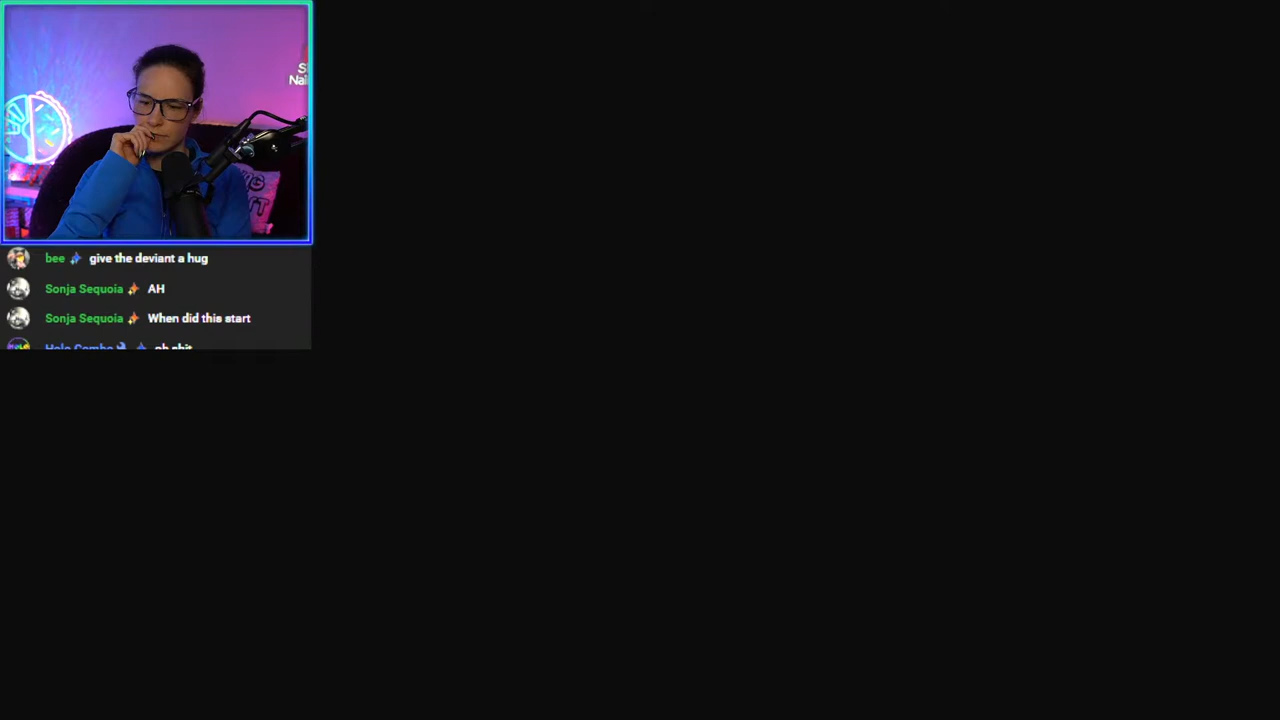 bee give the deviant a hug
Sonja Sequoia AH
Sonja Sequoia When did this start